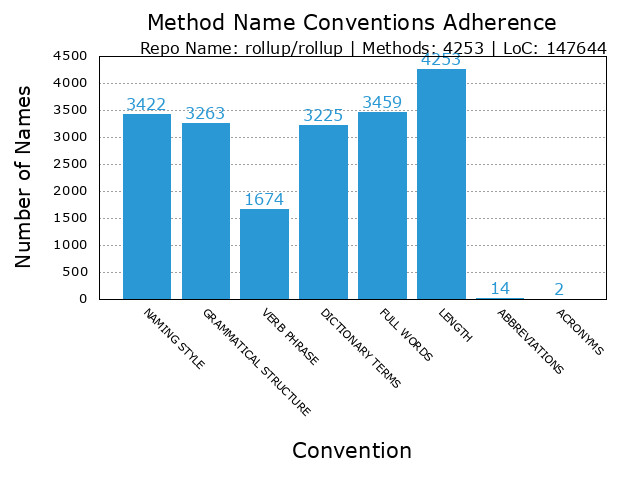 Method Name Conventions Adherence
Repo Name: rollup/rollup | Methods: 4253 | LoC: 147644
Number of Names
4500
4000
3500
3000
2500
2000
1500
1000
500
0
3422
3263
1674
3225
3459
4253
14
2
NAMING STYLE
GRAMMATICAL STRUCTURE
VERB PHRASE
DICTIONARY TERMS
FULL WORDS
LENGTH
ABBREVIATIONS
ACRONYMS
Convention